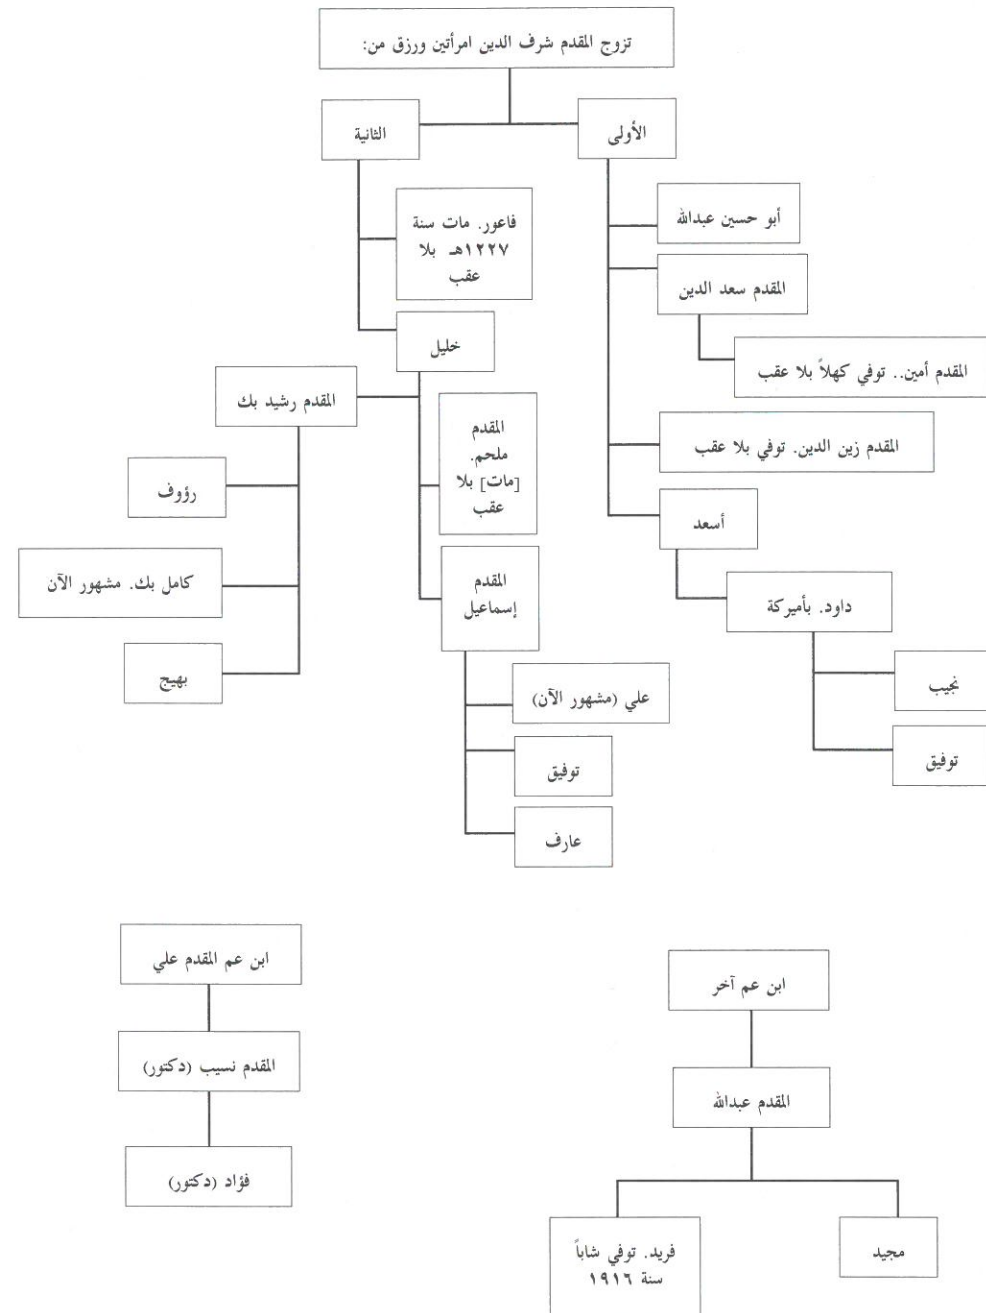 تزوج المقدم شرف الدين امرأتين ورزق من:
الأولى
الثانية
أبو حسين عبدالله
المقدم سعد الدين
المقدم أمين.. توفي كهلاً بلا عقب
المقدم زين الدين. توفي بلا عقب
أسعد
داود. بأميركة
نجيب
توفيق
فاعور. مات سنة
١٢٢٧هـ بلا
عقب
خليل
المقدم
ملحم.
[مات] بلا
عقب
المقدم
إسماعيل
علي (مشهور الآن)
توفيق
عارف
المقدم رشيد بك
رؤوف
كامل بك. مشهور الآن
بهيج
ابن عم آخر
المقدم عبدالله
مجيد
فريد. توفي شاباً
سنة ١٩١٦
ابن عم المقدم علي
المقدم نسيب (دكتور)
فؤاد (دكتور)